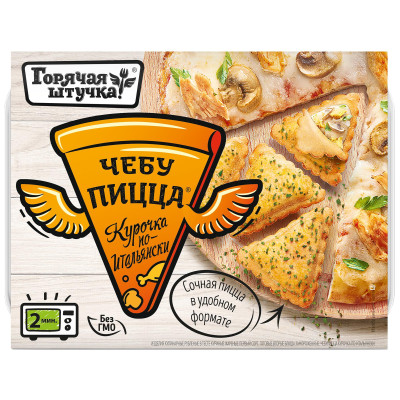 ГОРЯЧАЯ
ШТУЧКА!®
ЧЕБУ
ПИЦЦА®
Курочка
по-
Итальянски
Сочная пицца
в удобном
формате
2 мин.
Без
ГМО